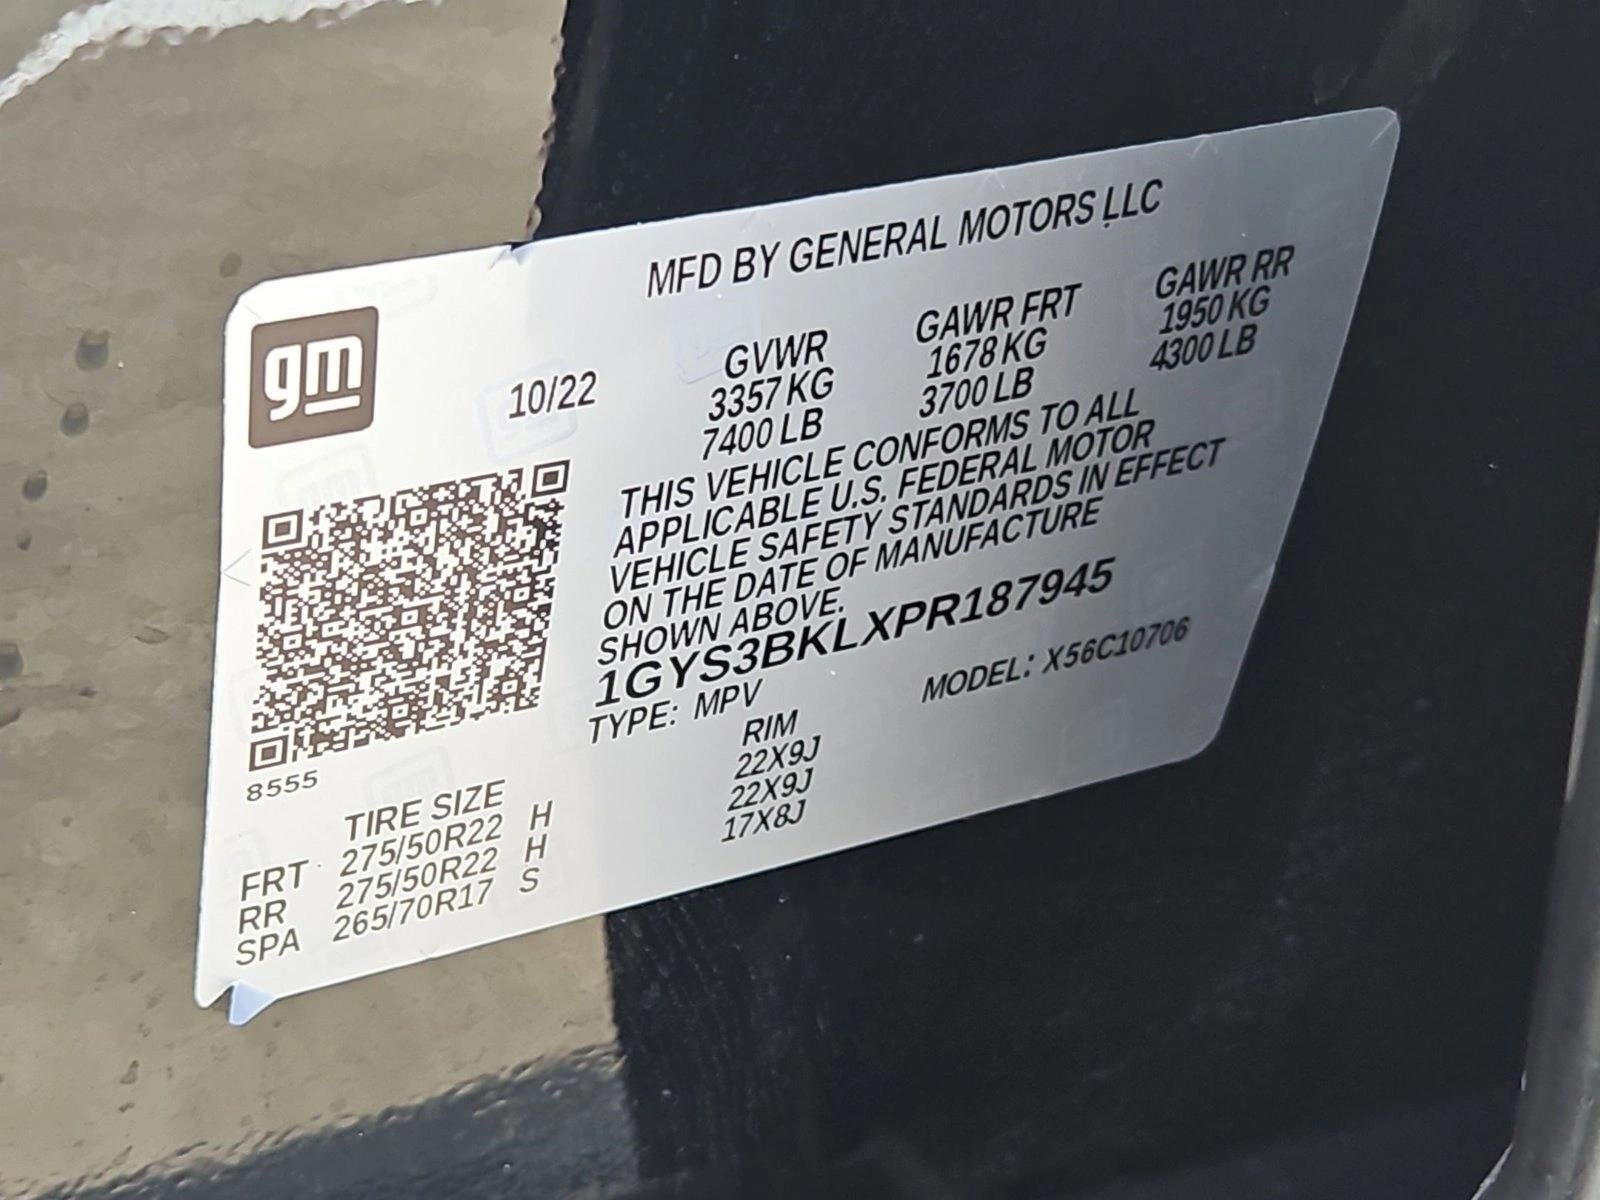 MFD BY GENERAL MOTORS LLC
gm
10/22
GVWR GAWR FRT GAWR RR
3357 KG 1678 KG 1950 KG
7400 LB 3700 LB 4300 LB
THIS VEHICLE CONFORMS TO ALL
APPLICABLE U.S. FEDERAL MOTOR
VEHICLE SAFETY STANDARDS IN EFFECT
ON THE DATE OF MANUFACTURE
SHOWN ABOVE.
1GYS3BKLXPR187945
TYPE: MPV MODEL: X56C10706
8555
TIRE SIZE RIM
FRT 275/50R22 H 22X9J
RR 275/50R22 H 22X9J
SPA 265/70R17 S 17X8J